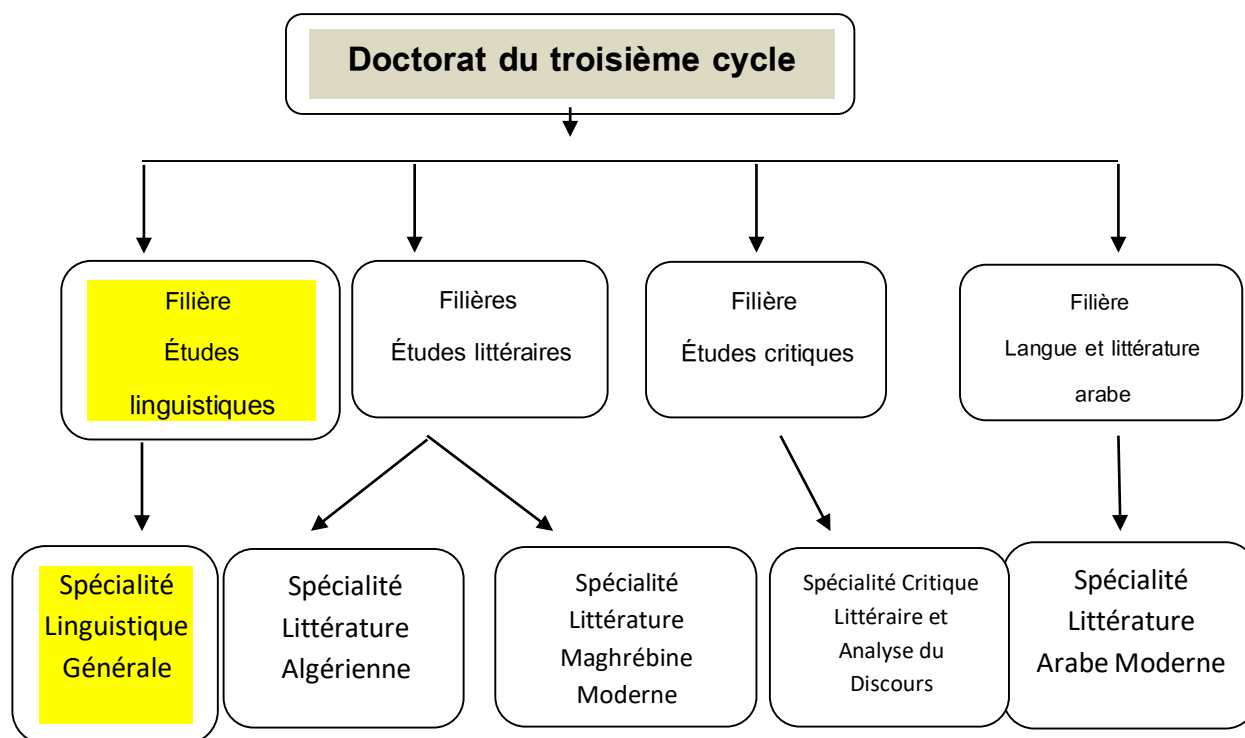 Doctorat du troisième cycle
Filière
Études
linguistiques
Filières
Études littéraires
Filière
Études critiques
Filière
Langue et littérature
arabe
Spécialité
Linguistique
Générale
Spécialité
Littérature
Algérienne
Spécialité
Littérature
Maghrébine
Moderne
Spécialité Critique
Littéraire et
Analyse du
Discours
Spécialité
Littérature
Arabe Moderne